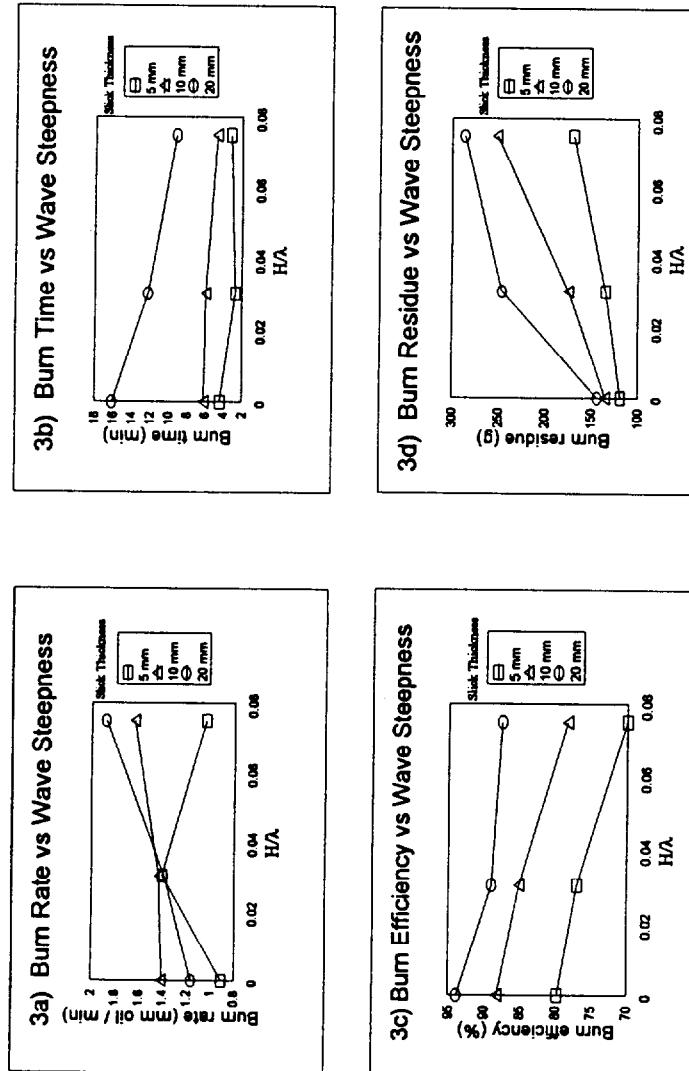 3a) Burn Rate vs Wave Steepness
Burn rate (mm oil / min)
2
1.8
1.6
1.4
1.2
1
0.8
0
0.02
0.04
0.06
0.08
H/λ
Slick Thickness
5 mm
10 mm
20 mm
3b) Burn Time vs Wave Steepness
Burn time (min)
18
16
14
12
10
8
6
4
2
0
0.02
0.04
0.06
0.08
H/λ
Slick Thickness
5 mm
10 mm
20 mm
3c) Burn Efficiency vs Wave Steepness
Burn efficiency (%)
95
90
85
80
75
70
0
0.02
0.04
0.06
0.08
H/λ
Slick Thickness
5 mm
10 mm
20 mm
3d) Burn Residue vs Wave Steepness
Burn residue (g)
300
250
200
150
100
0
0.02
0.04
0.06
0.08
H/λ
Slick Thickness
5 mm
10 mm
20 mm